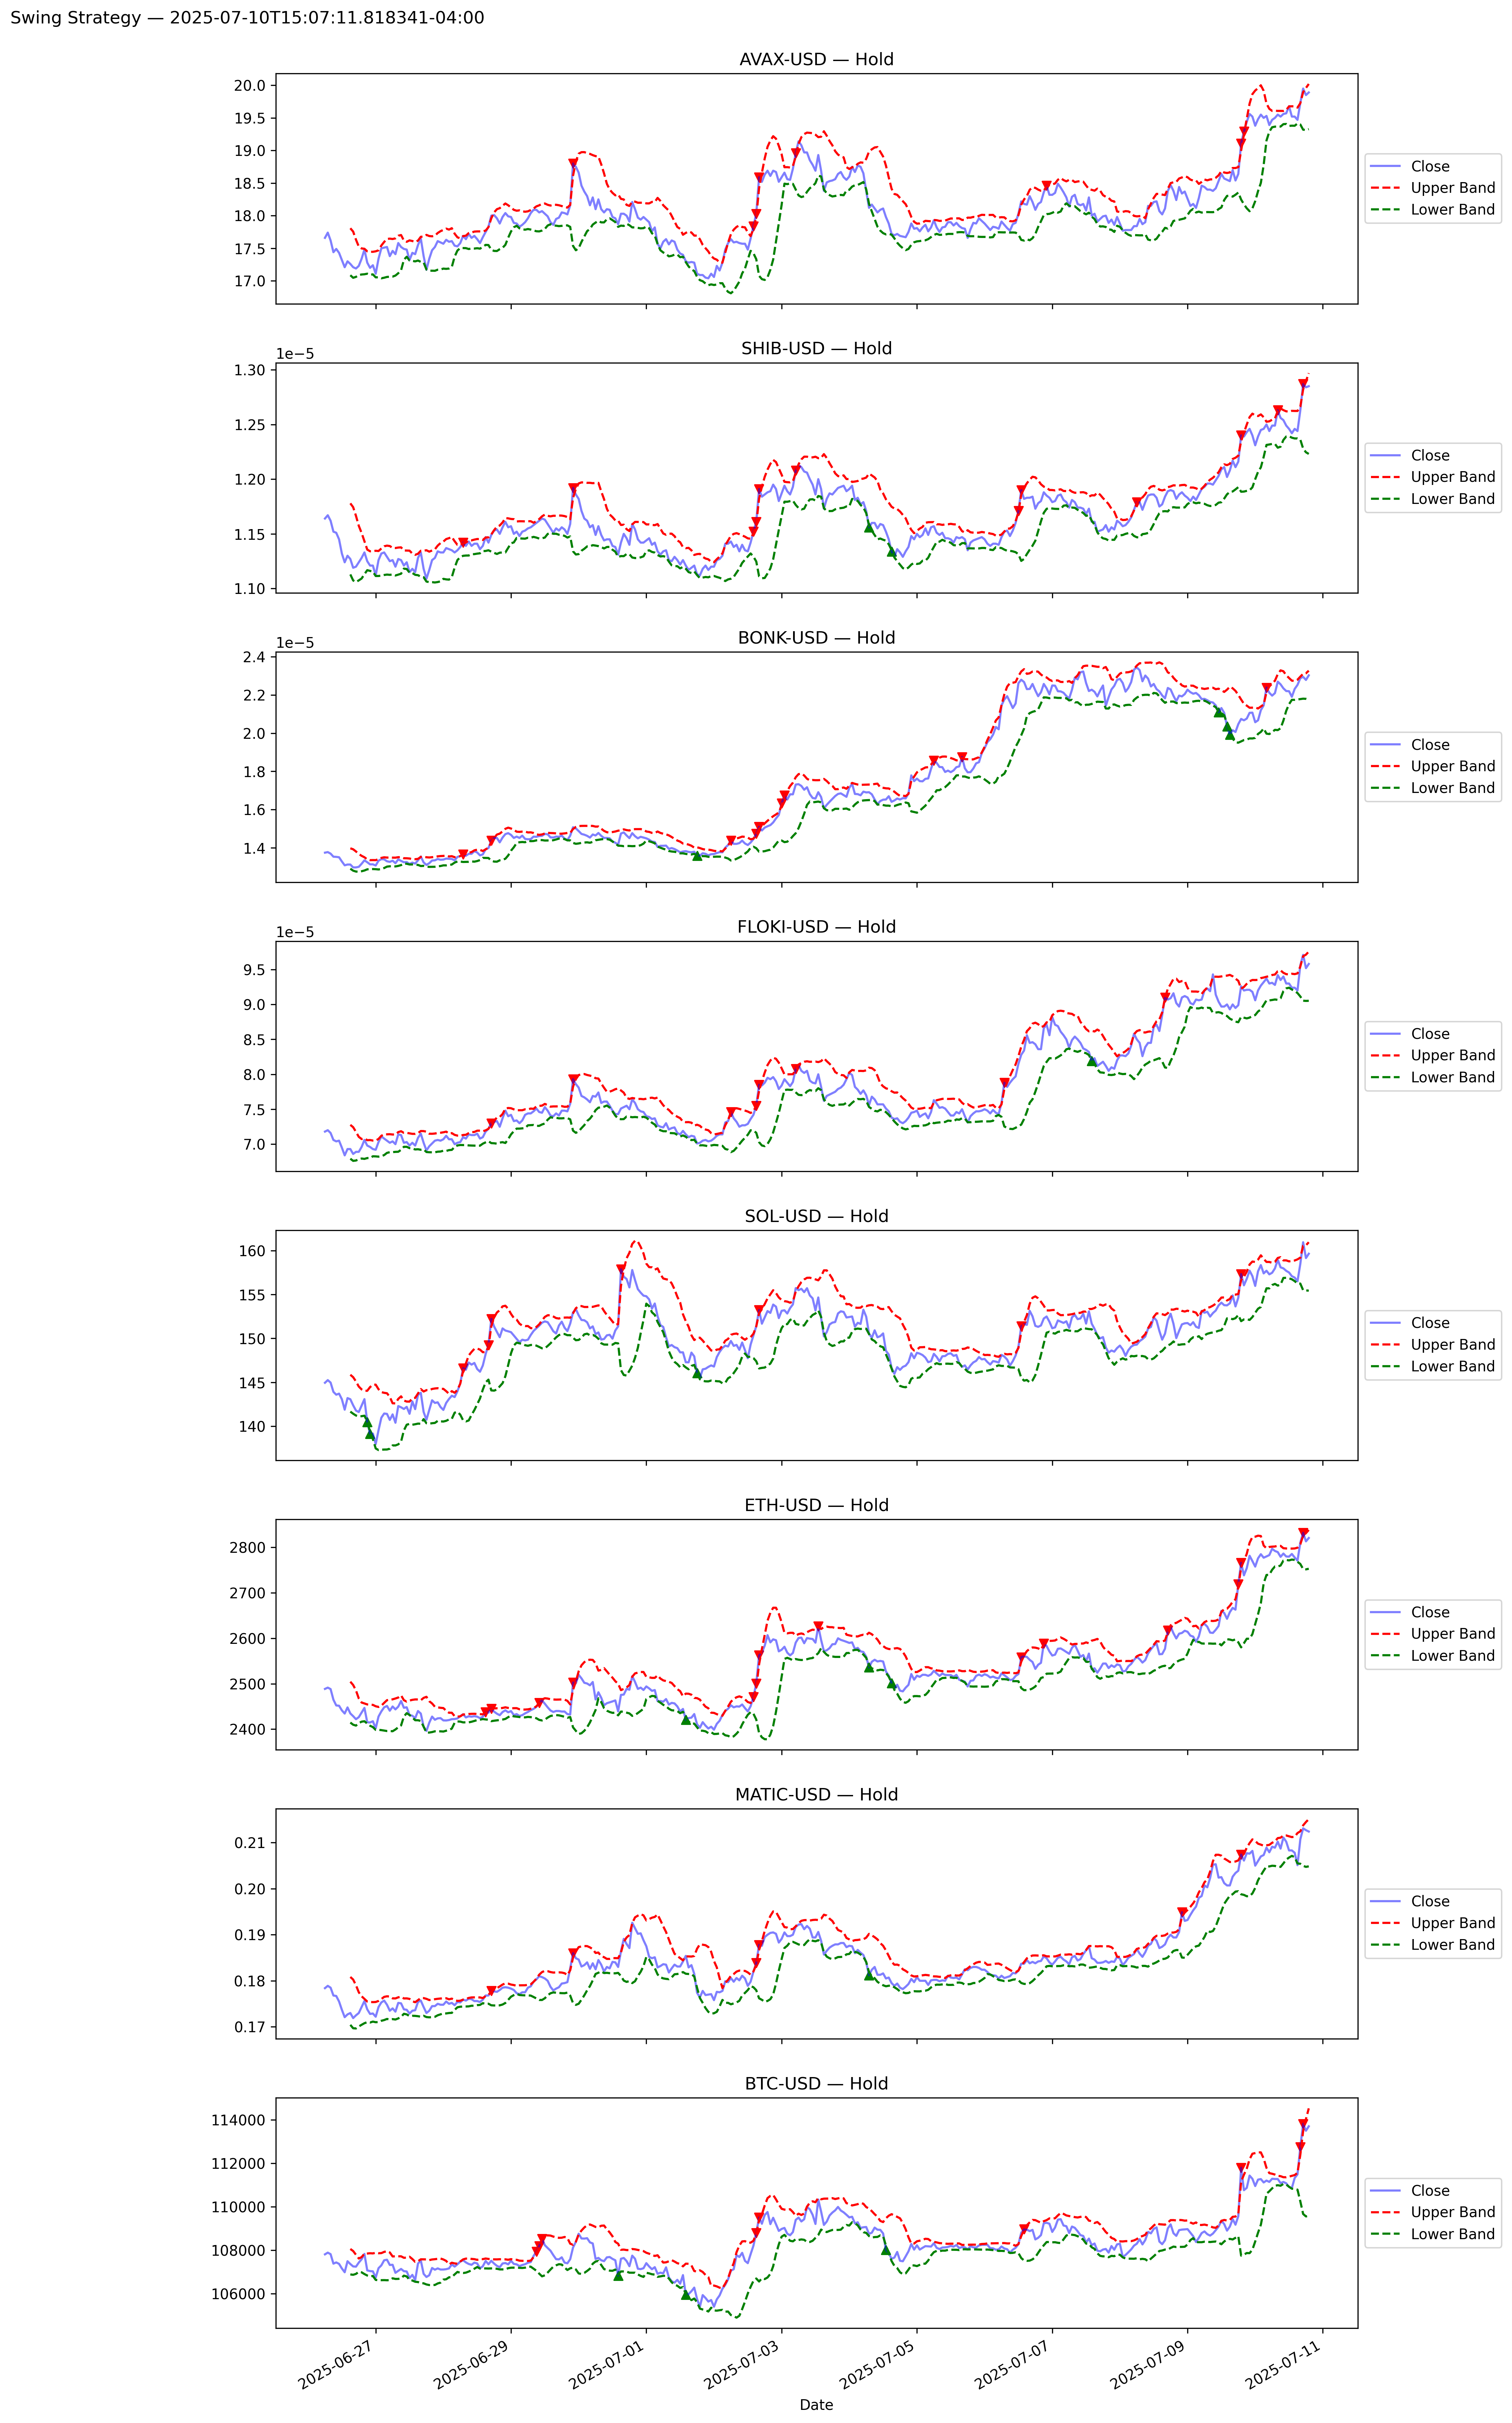 Swing Strategy — 2025-07-10T15:07:11.818341-04:00
AVAX-USD — Hold
20.0
19.5
19.0
18.5
18.0
17.5
17.0
Close
Upper Band
Lower Band
SHIB-USD — Hold
1e−5
1.30
1.25
1.20
1.15
1.10
Close
Upper Band
Lower Band
BONK-USD — Hold
1e−5
2.4
2.2
2.0
1.8
1.6
1.4
Close
Upper Band
Lower Band
FLOKI-USD — Hold
1e−5
9.5
9.0
8.5
8.0
7.5
7.0
Close
Upper Band
Lower Band
SOL-USD — Hold
160
155
150
145
140
Close
Upper Band
Lower Band
ETH-USD — Hold
2800
2700
2600
2500
2400
Close
Upper Band
Lower Band
MATIC-USD — Hold
0.21
0.20
0.19
0.18
0.17
Close
Upper Band
Lower Band
BTC-USD — Hold
114000
112000
110000
108000
106000
Close
Upper Band
Lower Band
2025-06-27
2025-06-29
2025-07-01
2025-07-03
2025-07-05
2025-07-07
2025-07-09
2025-07-11
Date